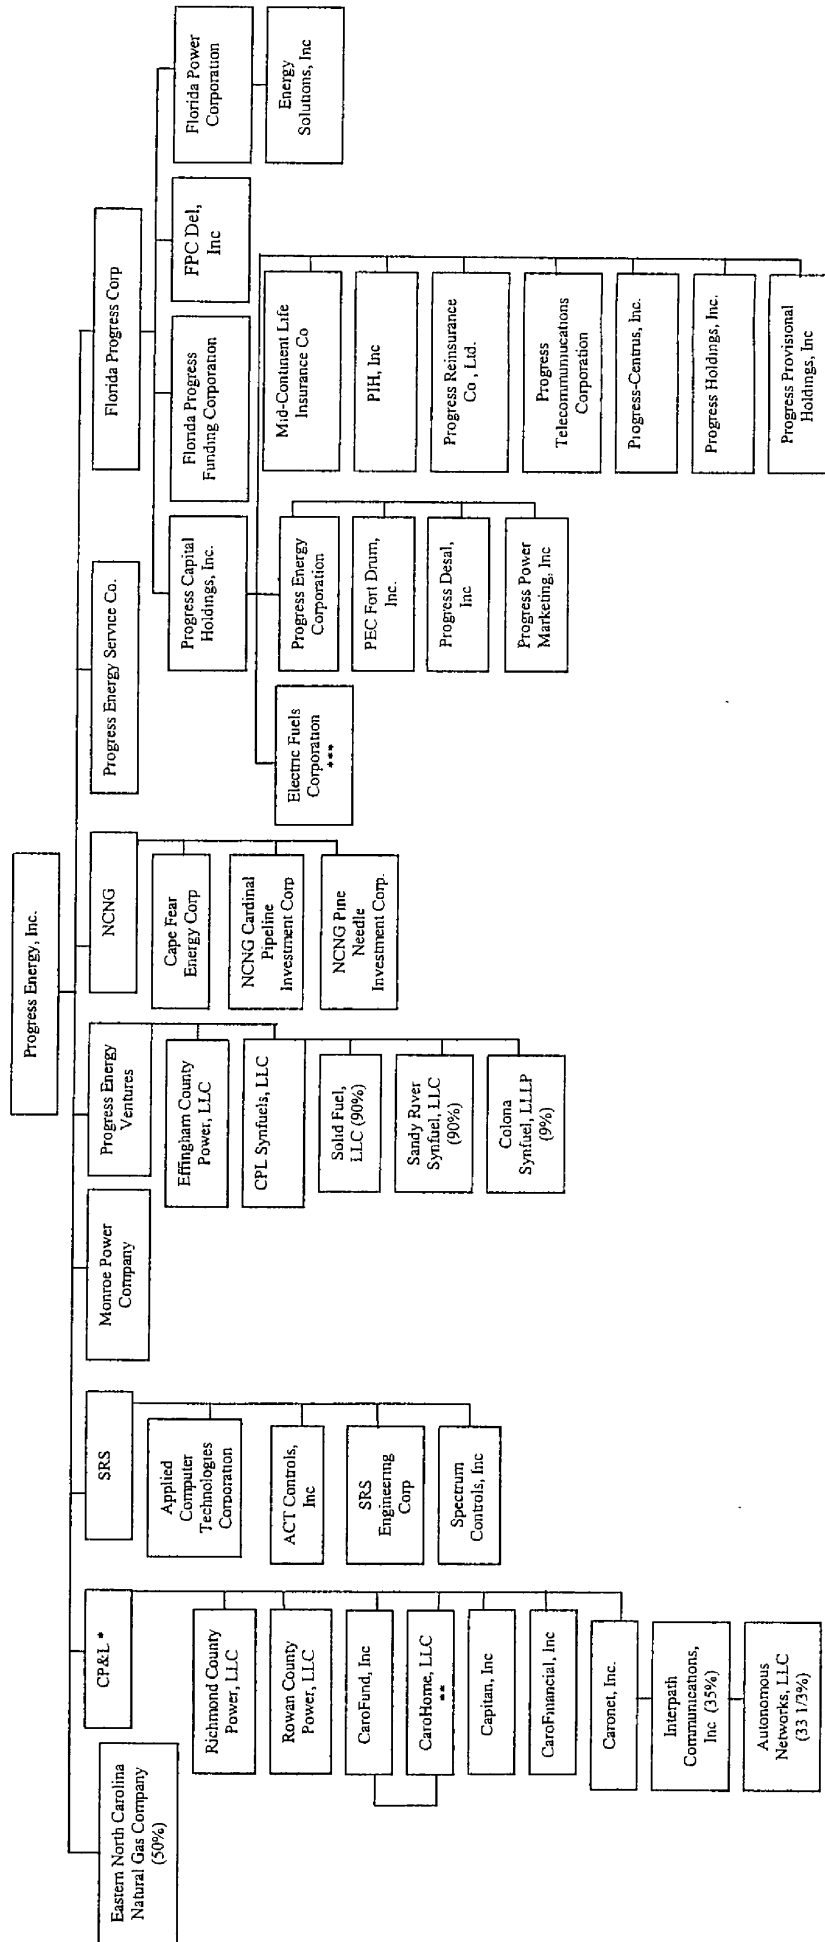 Progress Energy, Inc.
Eastern North Carolina
Natural Gas Company
(50%)
CP&L *
SRS
Monroe Power
Company
Progress Energy
Ventures
NCNG
Progress Energy Service Co.
Florida Progress Corp
Richmond County
Power, LLC
Rowan County
Power, LLC
CaroFund, Inc
CaroHome, LLC
**
Capitan, Inc
CaroFinancial, Inc
Caronet, Inc.
Interpath
Communications,
Inc (35%)
Autonomous
Networks, LLC
(33 1/3%)
Applied
Computer
Technologies
Corporation
ACT Controls,
Inc
SRS
Engineering
Corp
Spectrum
Controls, Inc
Effingham County
Power, LLC
CPL Synfuels, LLC
Solid Fuel,
LLC (90%)
Sandy River
Synfuel, LLC
(90%)
Colona
Synfuel, LLLP
(9%)
Cape Fear
Energy Corp
NCNG Cardinal
Pipeline
Investment Corp
NCNG Pine
Needle
Investment Corp.
Progress Capital
Holdings, Inc.
Florida Progress
Funding Corporation
FPC Del,
Inc
Florida Power
Corporation
Energy
Solutions, Inc
Electric Fuels
Corporation
***
Progress Energy
Corporation
PEC Fort Drum,
Inc.
Progress Desal,
Inc
Progress Power
Marketing, Inc
Mid-Continent Life
Insurance Co
PIH, Inc
Progress Reinsurance
Co , Ltd.
Progress
Telecommunications
Corporation
Progress-Centrus, Inc.
Progress Holdings, Inc.
Progress Provisional
Holdings, Inc